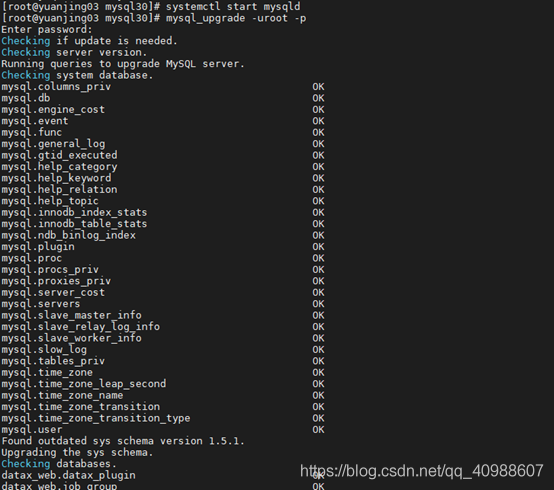 [root@yuanjing03 mysql30]# systemctl start mysqld
[root@yuanjing03 mysql30]# mysql_upgrade -uroot -p
Enter password:
Checking if update is needed.
Checking server version.
Running queries to upgrade MySQL server.
Checking system database.
mysql.columns_priv OK
mysql.db OK
mysql.engine_cost OK
mysql.event OK
mysql.func OK
mysql.general_log OK
mysql.gtid_executed OK
mysql.help_category OK
mysql.help_keyword OK
mysql.help_relation OK
mysql.help_topic OK
mysql.innodb_index_stats OK
mysql.innodb_table_stats OK
mysql.ndb_binlog_index OK
mysql.plugin OK
mysql.proc OK
mysql.procs_priv OK
mysql.proxies_priv OK
mysql.server_cost OK
mysql.servers OK
mysql.slave_master_info OK
mysql.slave_relay_log_info OK
mysql.slave_worker_info OK
mysql.slow_log OK
mysql.tables_priv OK
mysql.time_zone OK
mysql.time_zone_leap_second OK
mysql.time_zone_name OK
mysql.time_zone_transition OK
mysql.time_zone_transition_type OK
mysql.user OK
Found outdated sys schema version 1.5.1.
Upgrading the sys schema.
Checking databases.
datax_web.datax_plugin OK
datax_web.job_group OK
https://blog.csdn.net/qq_40988607